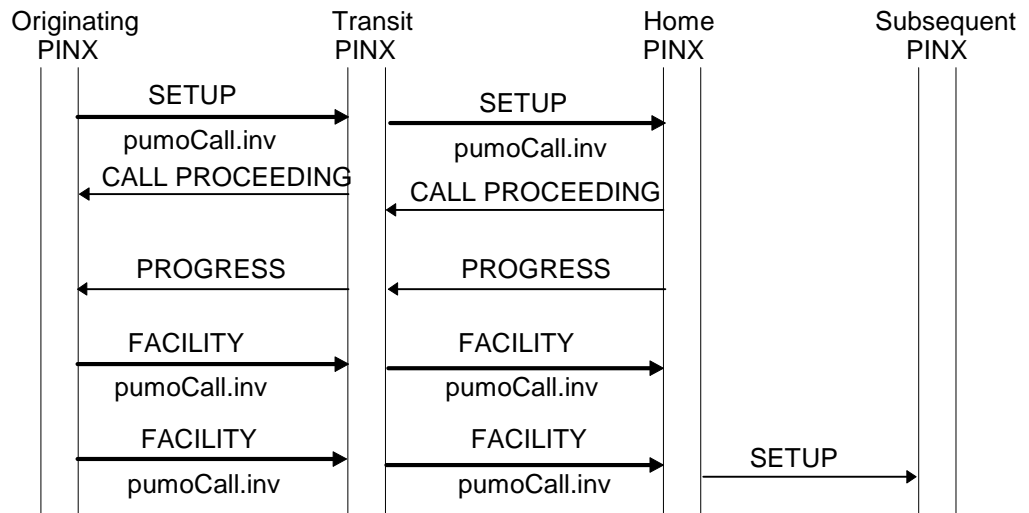 Originating PINX
Transit PINX
Home PINX
Subsequent PINX
SETUP
SETUP
pumoCall.inv
pumoCall.inv
CALL PROCEEDING
CALL PROCEEDING
PROGRESS
PROGRESS
FACILITY
FACILITY
pumoCall.inv
pumoCall.inv
FACILITY
FACILITY
SETUP
pumoCall.inv
pumoCall.inv